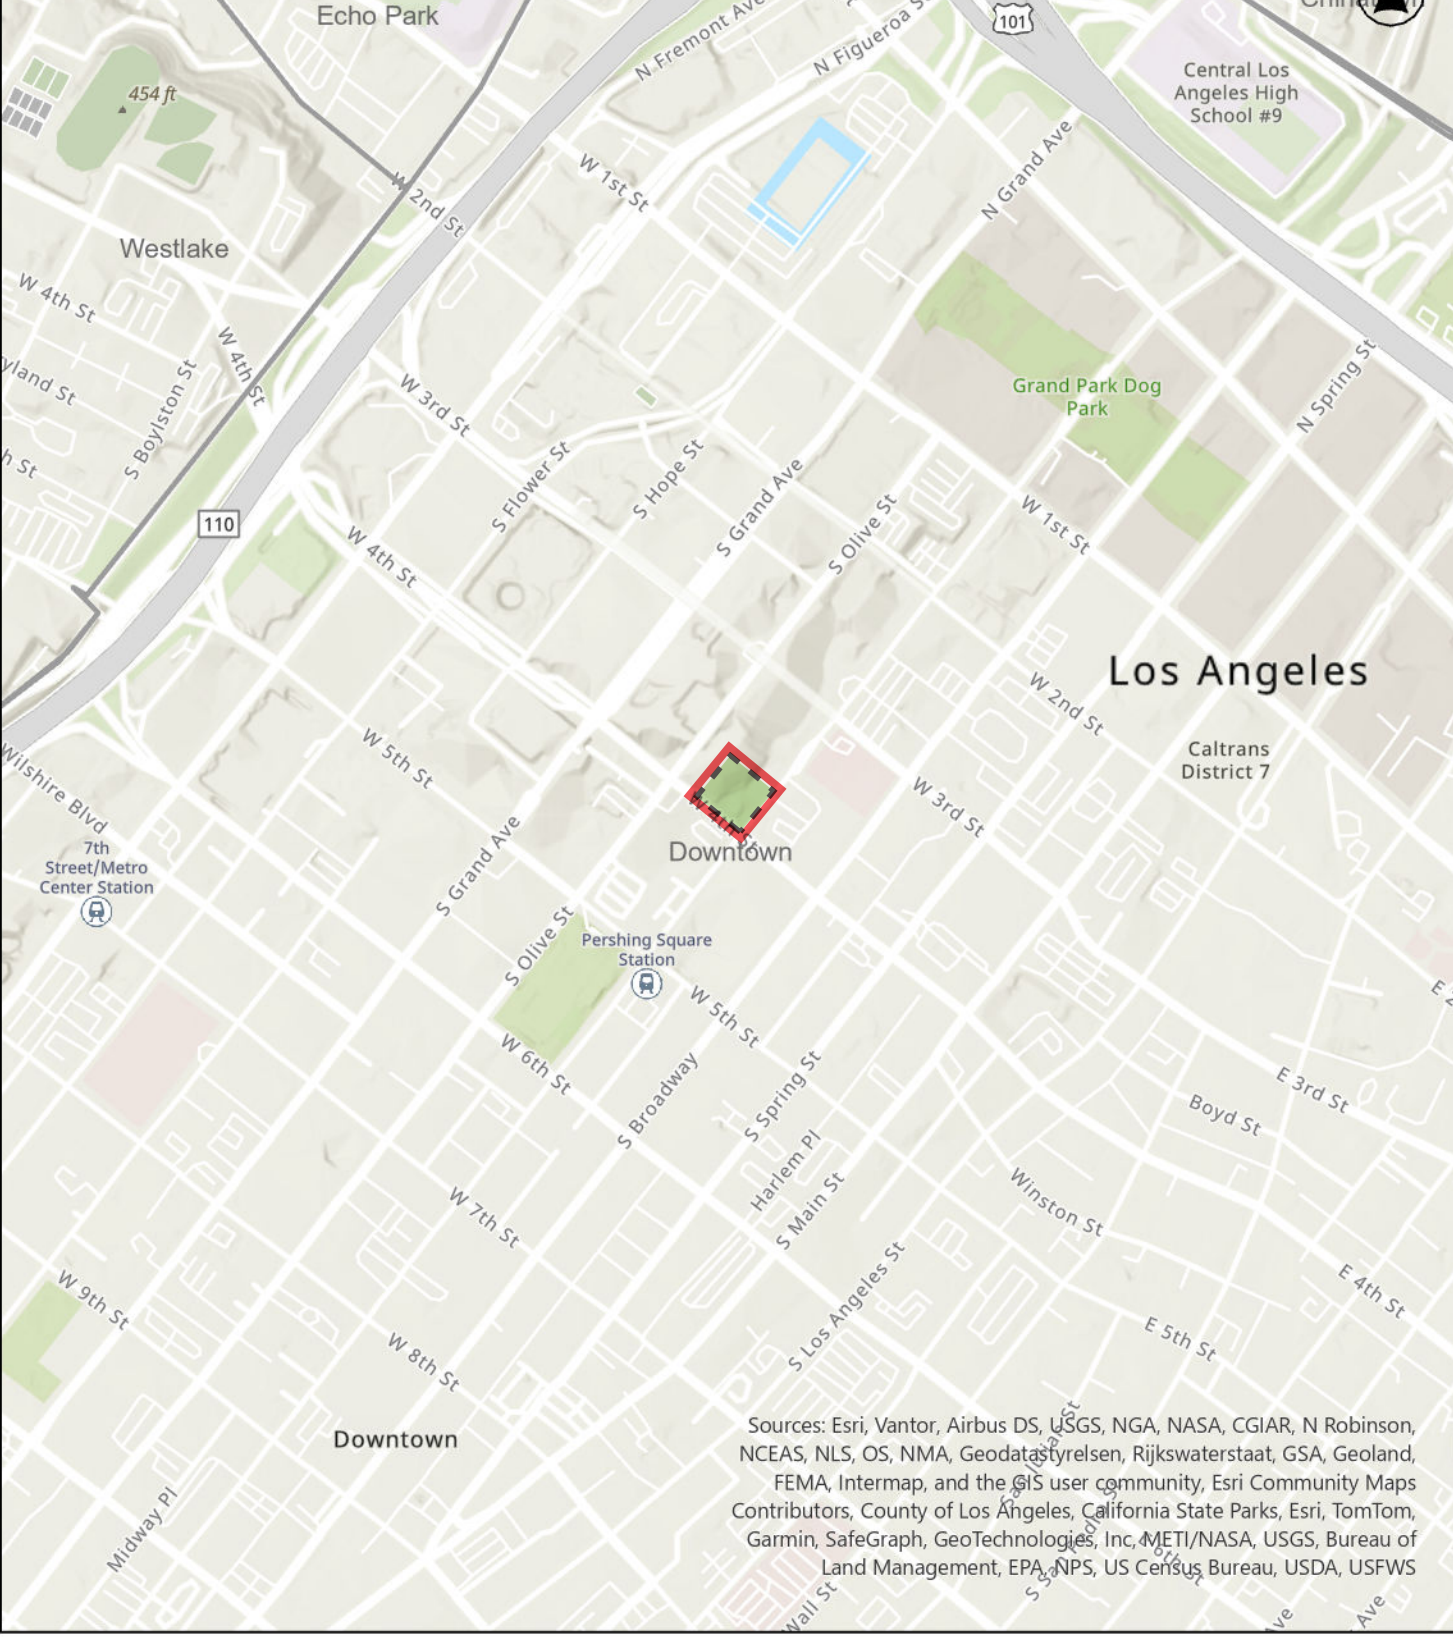 Echo Park
N Fremont Ave
N Figueroa S
101
Central Los
Angeles High
School #9
454 ft
W 1st St
N Grand Ave
W 2nd St
Westlake
W 4th St
W 4th St
yland St
S Boylston St
h St
W 3rd St
Grand Park Dog
Park
N Spring St
S Flower St
S Hope St
S Grand Ave
S Olive St
W 1st St
110
W 4th St
Los Angeles
W 2nd St
Caltrans
District 7
W 5th St
Wilshire Blvd
W 4th St
W 3rd St
Downtown
7th
Street/Metro
Center Station
S Grand Ave
S Olive St
Pershing Square
Station
W 5th St
W 6th St
S Broadway
S Spring St
Harlem Pl
S Main St
E 3rd St
Boyd St
Winston St
W 7th St
S Los Angeles St
E 4th St
W 9th St
W 8th St
E 5th St
Downtown
Midway Pl
Sources: Esri, Vantor, Airbus DS, USGS, NGA, NASA, CGIAR, N Robinson,
NCEAS, NLS, OS, NMA, Geodatastyrelsen, Rijkswaterstaat, GSA, Geoland,
FEMA, Intermap, and the GIS user community, Esri Community Maps
Contributors, County of Los Angeles, California State Parks, Esri, TomTom,
Garmin, SafeGraph, GeoTechnologies, Inc, METI/NASA, USGS, Bureau of
Land Management, EPA, NPS, US Census Bureau, USDA, USFWS
Wall St
Ave
Ave